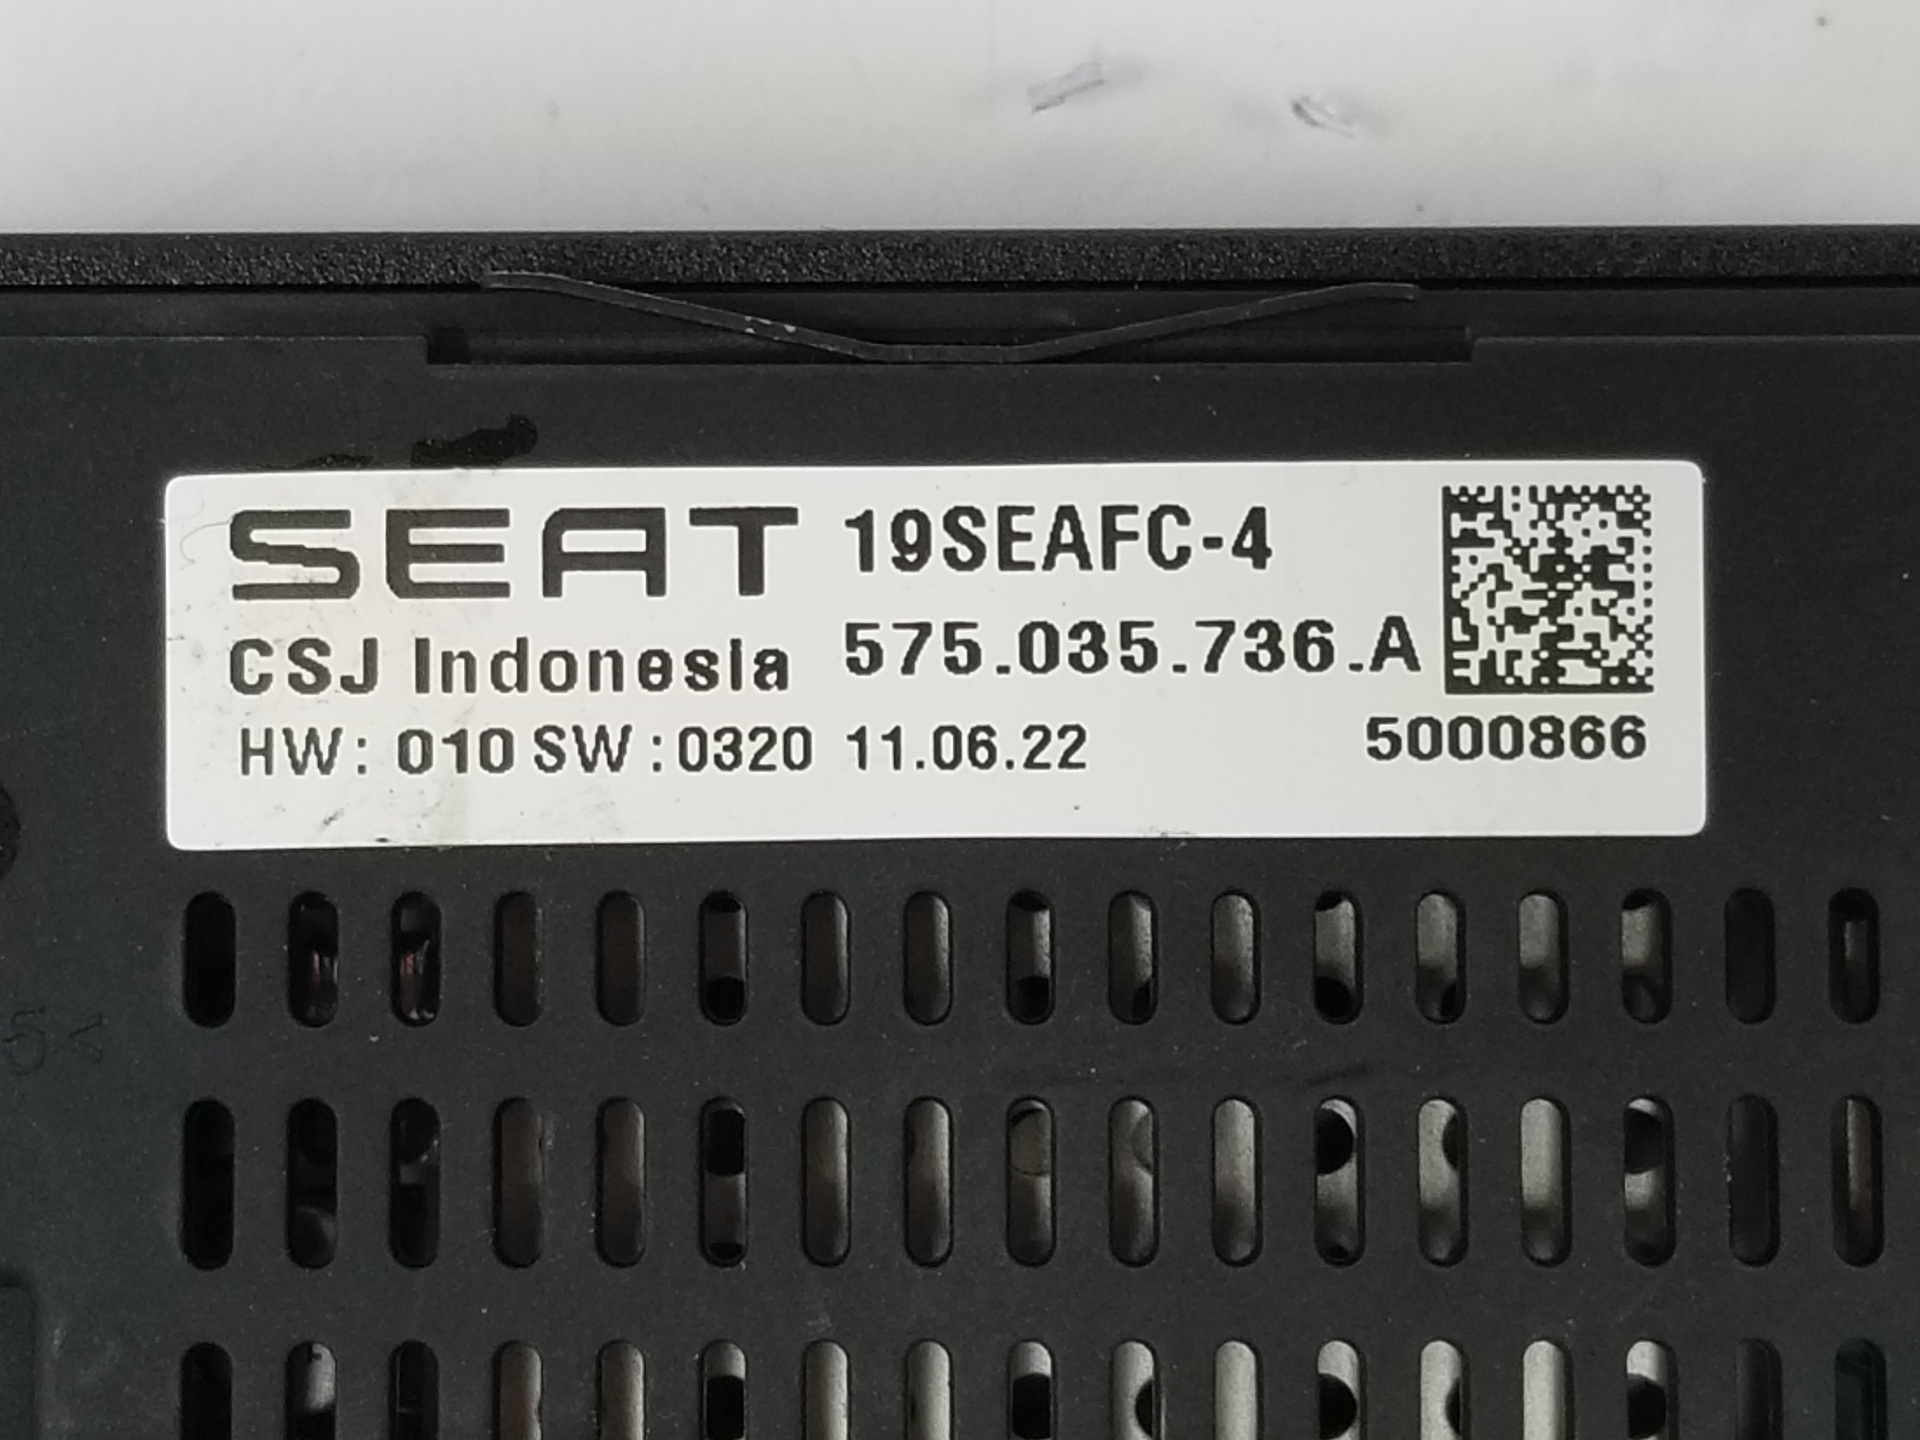 SEAT 19SEAFC-4
CSJ Indonesia 575.035.736.A
HW: 010 SW:0320 11.06.22 5000866